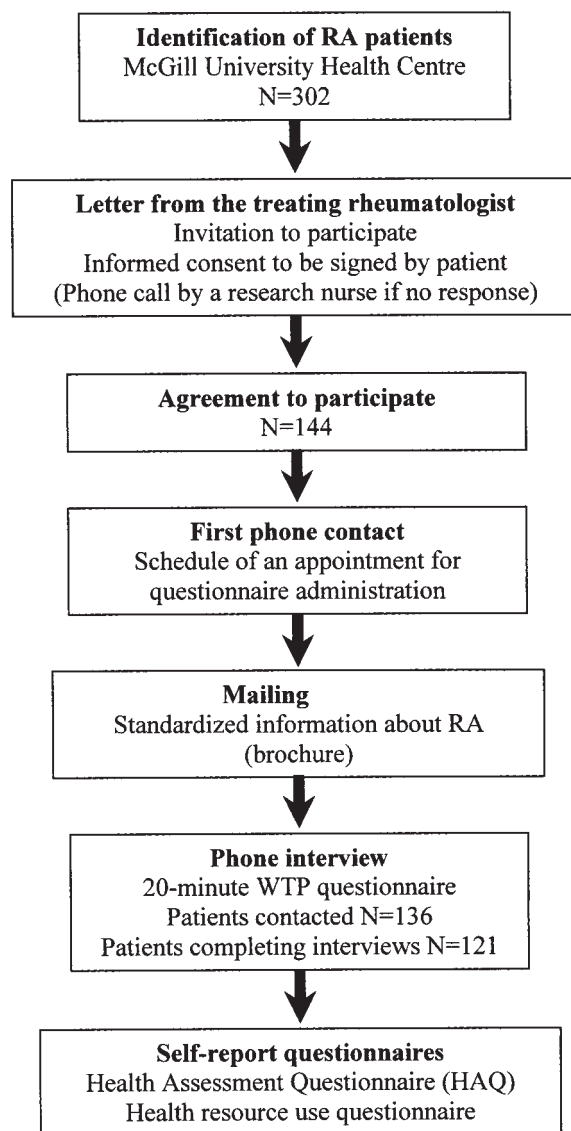 Identification of RA patients
McGill University Health Centre
N=302
Letter from the treating rheumatologist
Invitation to participate
Informed consent to be signed by patient
(Phone call by a research nurse if no response)
Agreement to participate
N=144
First phone contact
Schedule of an appointment for
questionnaire administration
Mailing
Standardized information about RA
(brochure)
Phone interview
20-minute WTP questionnaire
Patients contacted N=136
Patients completing interviews N=121
Self-report questionnaires
Health Assessment Questionnaire (HAQ)
Health resource use questionnaire